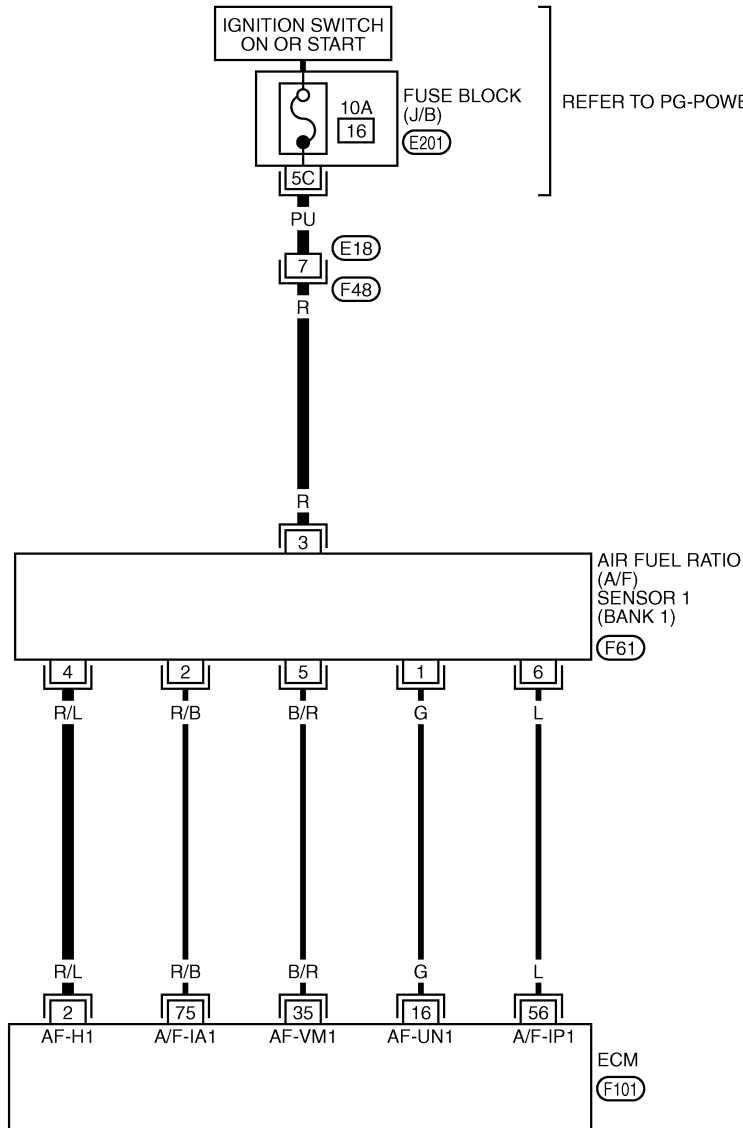 IGNITION SWITCH
ON OR START
10A
16
FUSE BLOCK
(J/B)
E201
REFER TO PG-POWE
5C
PU
E18
7
F48
R
R
3
AIR FUEL RATIO
(A/F)
SENSOR 1
(BANK 1)
F61
4 2 5 1 6
R/L R/B B/R G L
R/L R/B B/R G L
2 75 35 16 56
AF-H1 A/F-IA1 AF-VM1 AF-UN1 A/F-IP1
ECM
F101